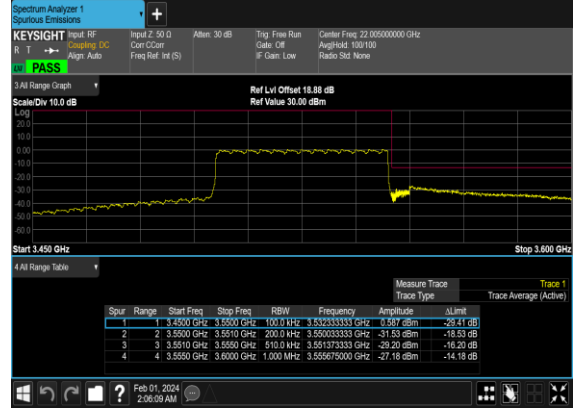 Spectrum Analyzer 1
Spurious Emissions
+
KEYSIGHT Input: RF Input Z: 50 Ω Atten: 30 dB Trig: Free Run Center Freq: 22.005000000 GHz
R T Coupling: DC Corr CCorr Gate: Off Avg|Hold: 100/100
Align: Auto Freq Ref: Int (S) IF Gain: Low Radio Std: None
PASS
3 All Range Graph
Ref Lvl Offset 18.88 dB
Scale/Div 10.0 dB Ref Value 30.00 dBm
Log
20.0
10.0
0.00
-10.0
-20.0
-30.0
-40.0
-50.0
-60.0
Start 3.450 GHz Stop 3.600 GHz
4 All Range Table
Measure Trace Trace 1
Trace Type Trace Average (Active)
Spur Range Start Freq Stop Freq RBW Frequency Amplitude ΔLimit
1 1 3.4500 GHz 3.5500 GHz 100.0 kHz 3.532333333 GHz 0.587 dBm -29.41 dB
2 2 3.5500 GHz 3.5510 GHz 200.0 kHz 3.550033333 GHz -31.53 dBm -18.53 dB
3 3 3.5510 GHz 3.5550 GHz 510.0 kHz 3.551373333 GHz -29.20 dBm -16.20 dB
4 4 3.5550 GHz 3.6000 GHz 1.000 MHz 3.555675000 GHz -27.18 dBm -14.18 dB
? Feb 01, 2024
2:06:09 AM